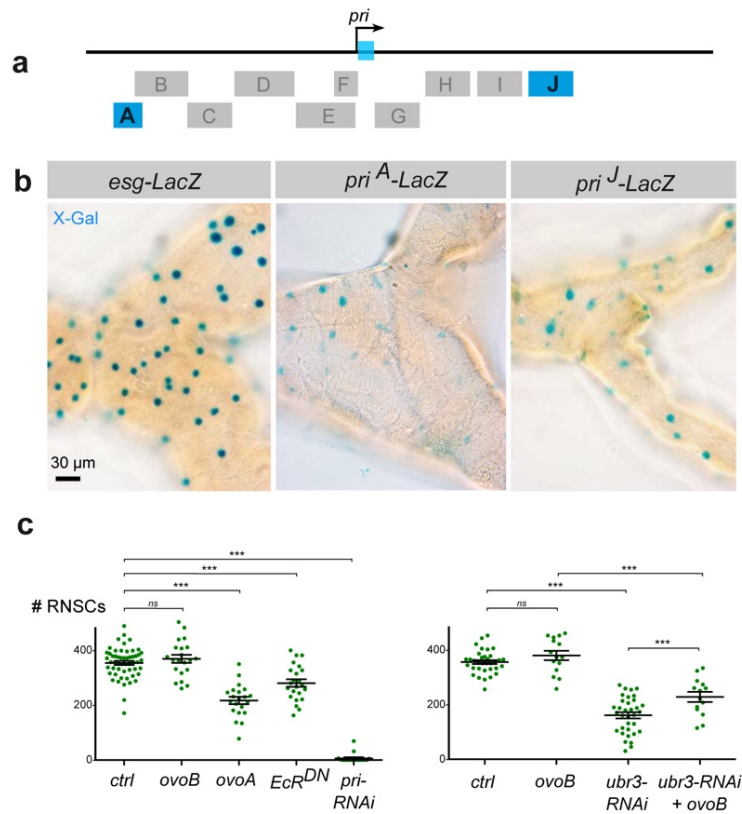 pri
a
B D F H I J
A C E G
b esg-LacZ pri A-LacZ pri J-LacZ
X-Gal
30 µm
c
*** ***
*** ***
*** ns *** ns ***
# RNSCs
400 400
200 200
0 0
ctrl ovoB ovoA EcR DN pri-RNAi ctrl ovoB ubr3-RNAi ubr3-RNAi + ovoB